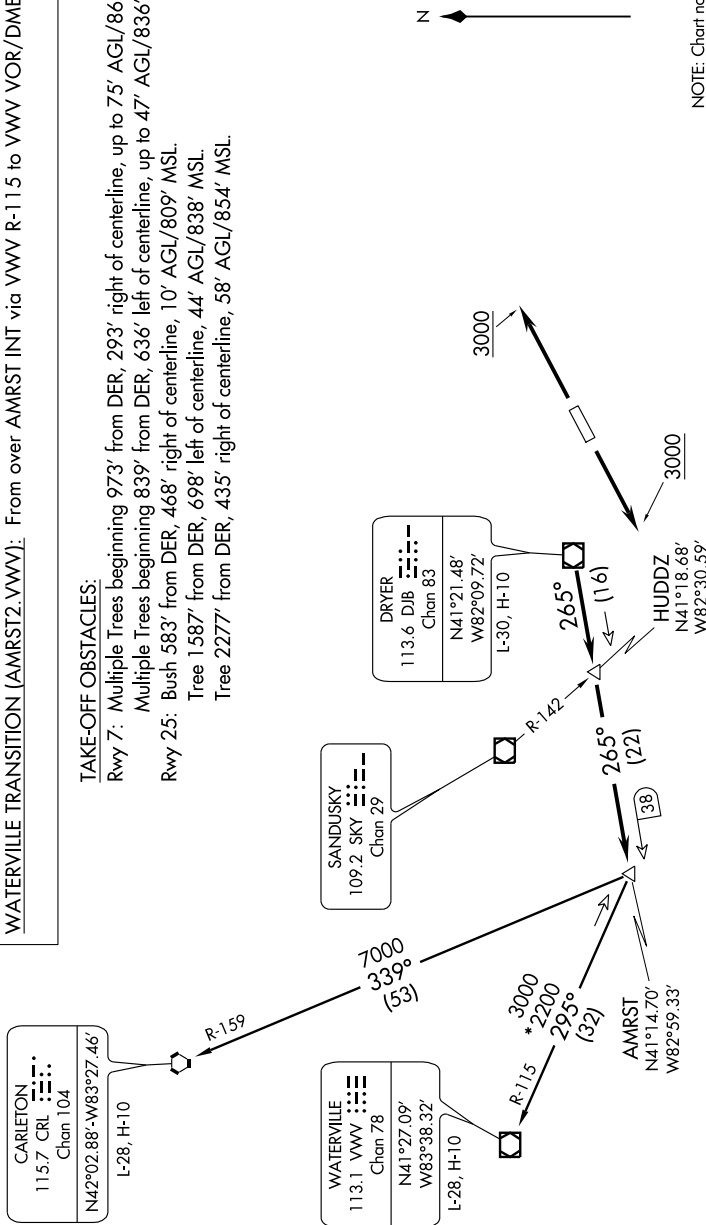 WATERVILLE TRANSITION (AMRST2.VWV): From over AMRST INT via VWV R-115 to VWV VOR/DME
TAKE-OFF OBSTACLES:
Rwy 7: Multiple Trees beginning 973' from DER, 293' right of centerline, up to 75' AGL/86
Multiple Trees beginning 839' from DER, 636' left of centerline, up to 47' AGL/836'
Rwy 25: Bush 583' from DER, 468' right of centerline, 10' AGL/809' MSL.
Tree 1587' from DER, 698' left of centerline, 44' AGL/838' MSL.
Tree 2277' from DER, 435' right of centerline, 58' AGL/854' MSL.
N
NOTE: Chart no
CARLETON
115.7 CRL
Chan 104
N42°02.88'-W83°27.46'
L-28, H-10
R-159
7000
339°
(53)
WATERVILLE
113.1 VWV
Chan 78
N41°27.09'
W83°38.32'
L-28, H-10
R-115
3000
*2200
295°
(32)
AMRST
N41°14.70'
W82°59.33'
SANDUSKY
109.2 SKY
Chan 29
R-142
38
265°
(22)
DRYER
113.6 DJB
Chan 83
N41°21.48'
W82°09.72'
L-30, H-10
265°
(16)
HUDDZ
N41°18.68'
W82°30.59'
3000
3000